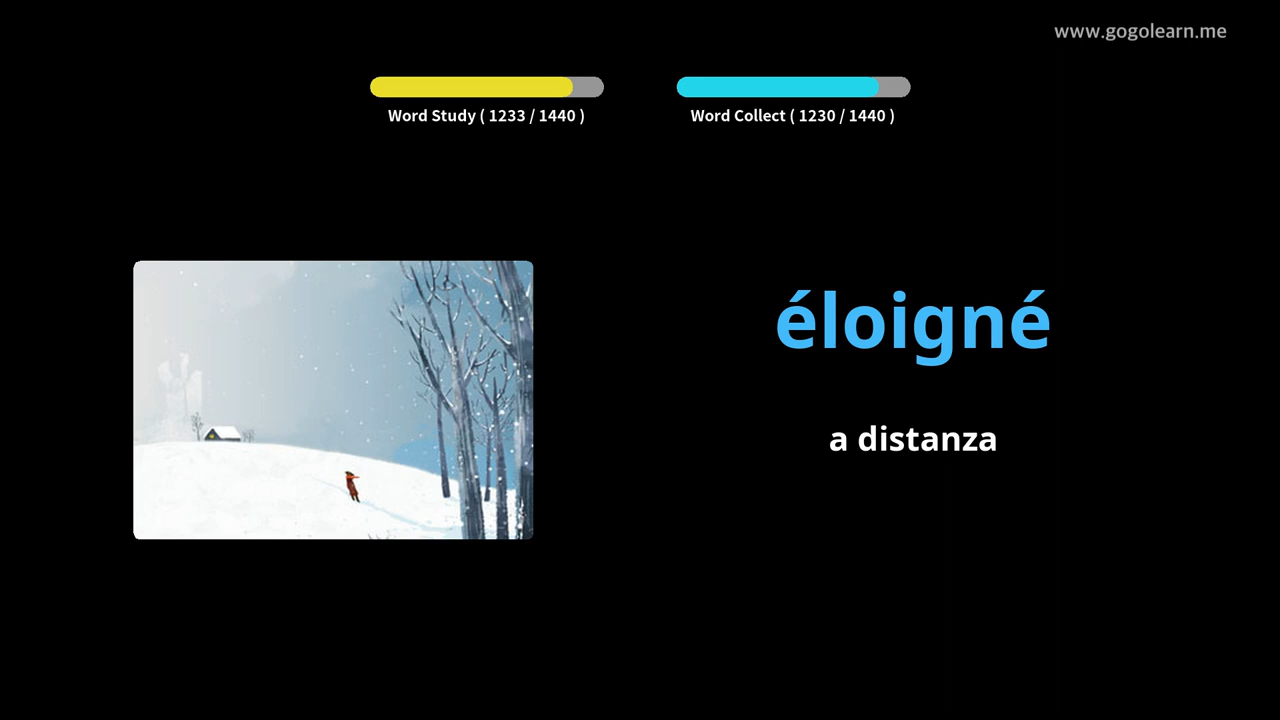 www.gogolearn.me
Word Study ( 1233 / 1440 )
Word Collect ( 1230 / 1440 )
éloigné
a distanza